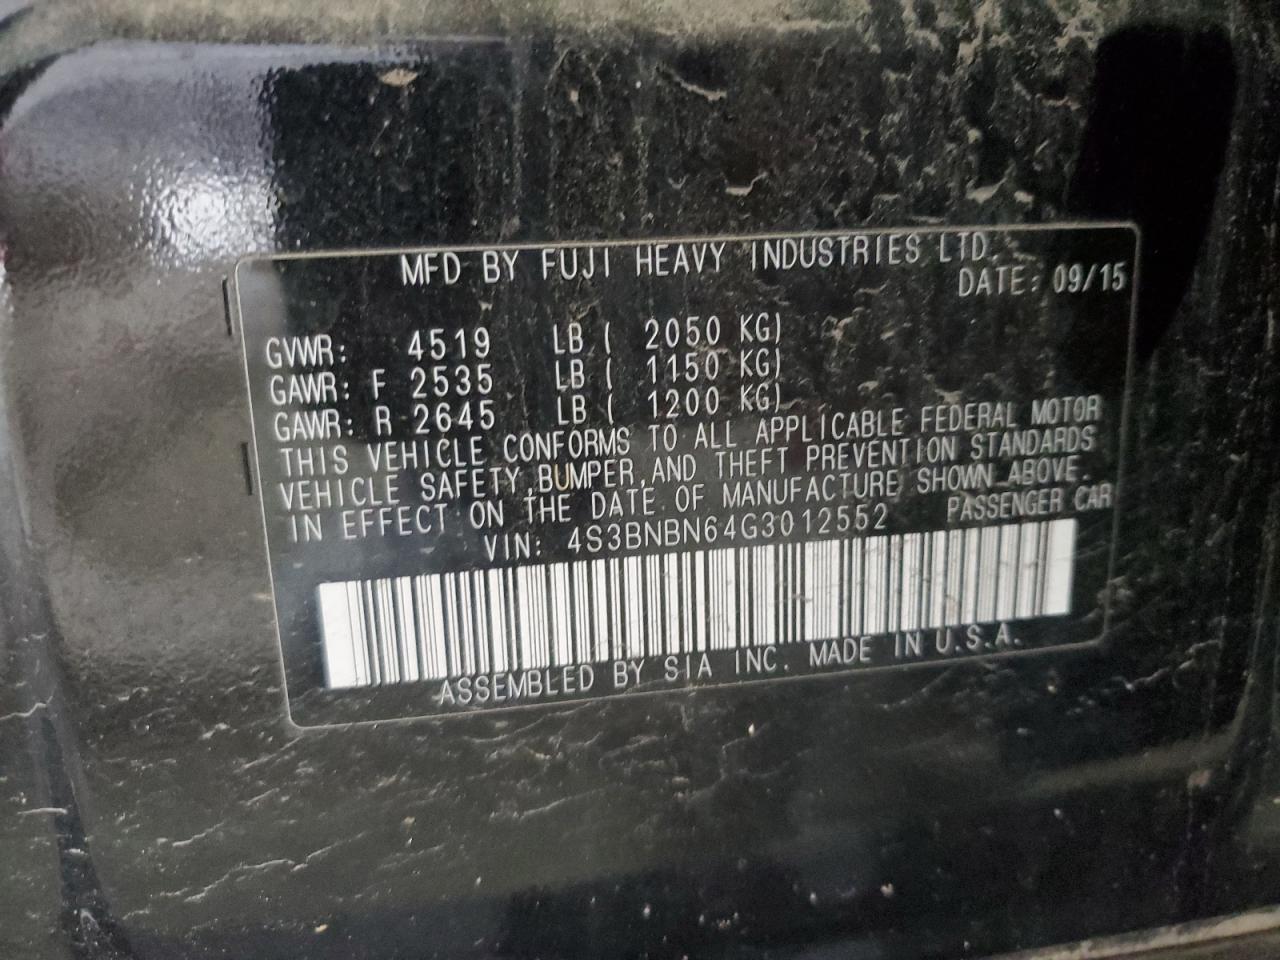 MFD BY FUJI HEAVY INDUSTRIES LTD.
DATE: 09/15
GVWR: 4519 LB ( 2050 KG)
GAWR: F 2535 LB ( 1150 KG)
GAWR: R 2645 LB ( 1200 KG)
THIS VEHICLE CONFORMS TO ALL APPLICABLE FEDERAL MOTOR
VEHICLE SAFETY,BUMPER,AND THEFT PREVENTION STANDARDS
IN EFFECT ON THE DATE OF MANUFACTURE SHOWN ABOVE.
VIN: 4S3BNBN64G3012552 PASSENGER CAR
ASSEMBLED BY SIA INC. MADE IN U.S.A.